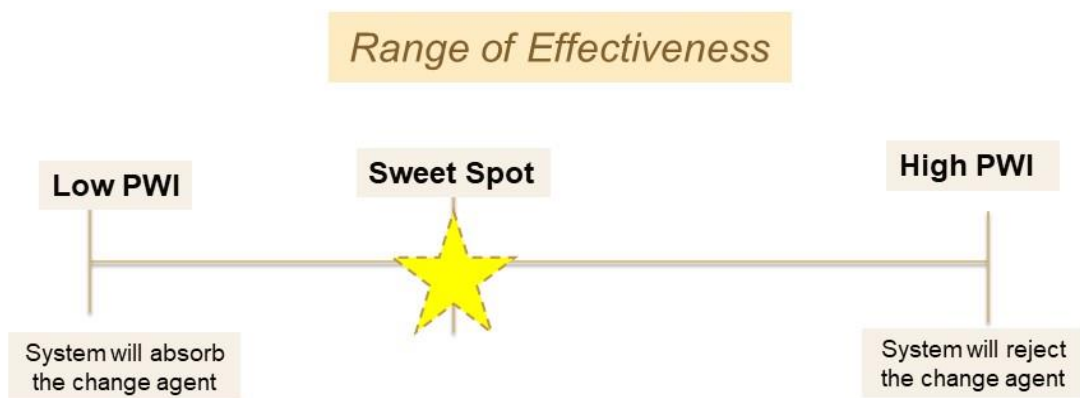 Range of Effectiveness
Low PWI
Sweet Spot
High PWI
System will absorb
the change agent
System will reject
the change agent